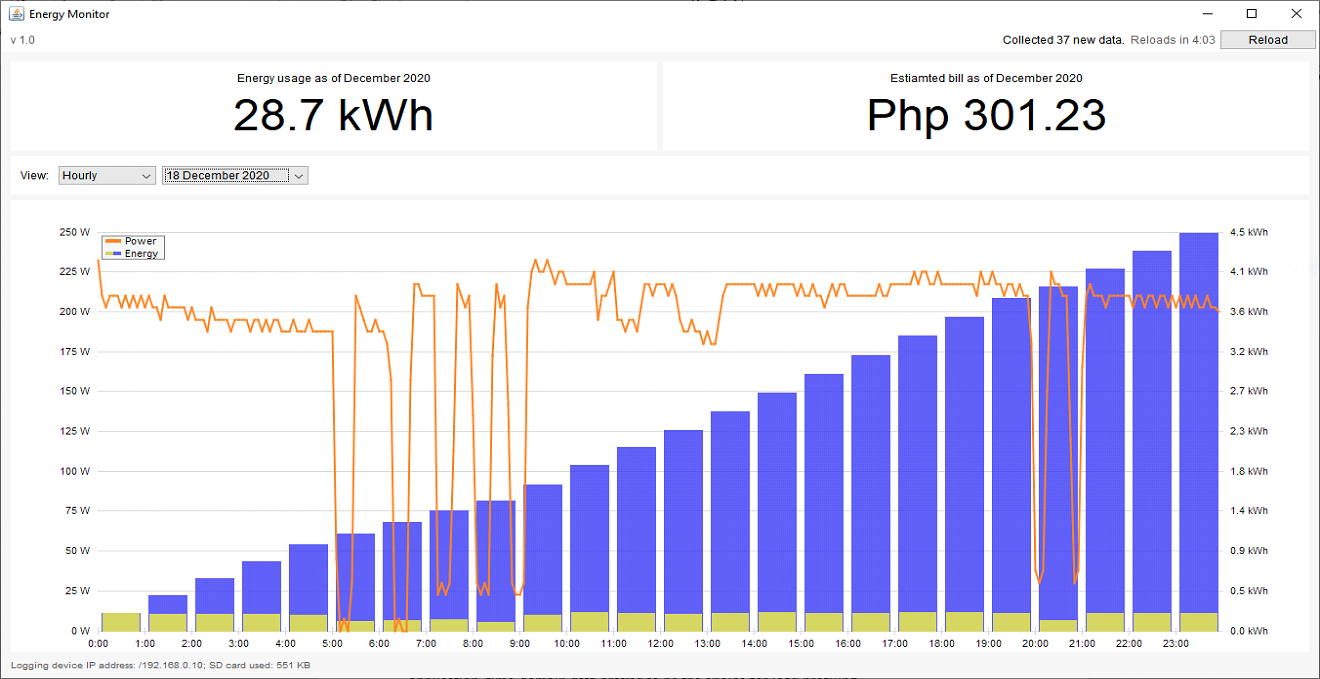 Energy Monitor
v 1.0
Collected 37 new data. Reloads in 4:03 Reload
Energy usage as of December 2020
28.7 kWh
Estiamted bill as of December 2020
Php 301.23
View: Hourly 18 December 2020
250 W
225 W
200 W
175 W
150 W
125 W
100 W
75 W
50 W
25 W
0 W
Power
Energy
4.5 kWh
4.1 kWh
3.6 kWh
3.2 kWh
2.7 kWh
2.3 kWh
1.8 kWh
1.4 kWh
0.9 kWh
0.5 kWh
0.0 kWh
0:00 1:00 2:00 3:00 4:00 5:00 6:00 7:00 8:00 9:00 10:00 11:00 12:00 13:00 14:00 15:00 16:00 17:00 18:00 19:00 20:00 21:00 22:00 23:00
Logging device IP address: /192.168.0.10; SD card used: 551 KB